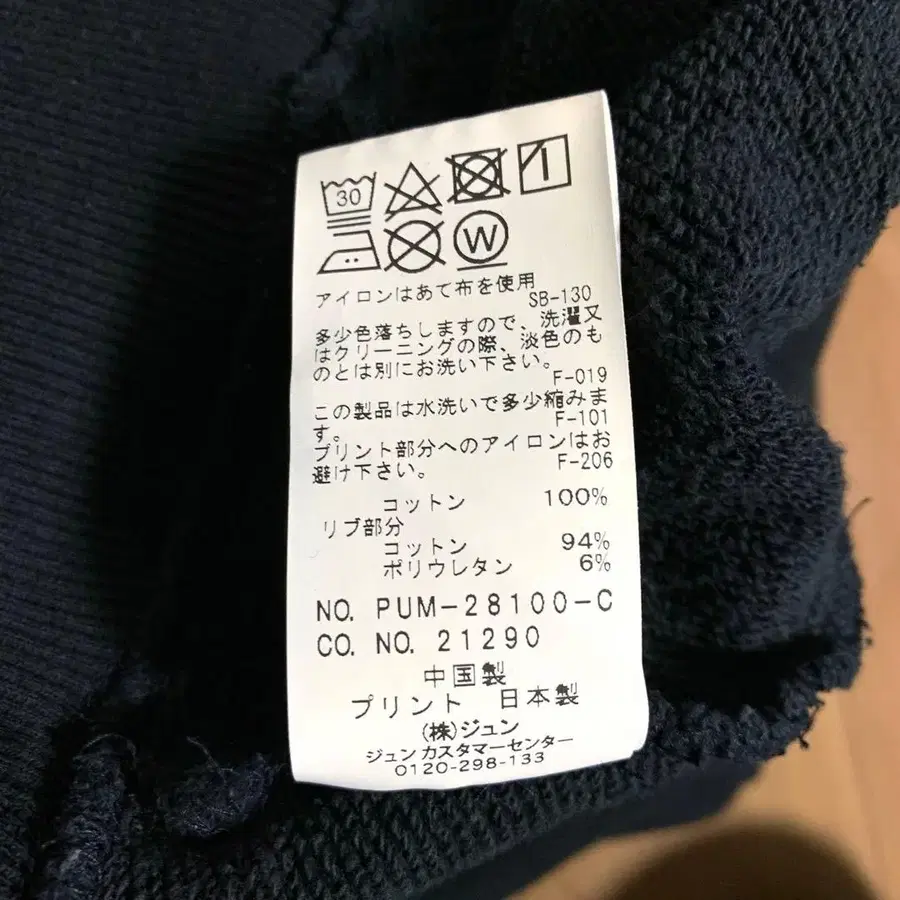 30
W
アイロンはあて布を使用
SB-130
多少色落ちしますので、洗濯又
はクリーニングの際、淡色のも
のとは別にお洗い下さい。
F-019
この製品は水洗いで多少縮みま
す。
F-101
プリント部分へのアイロンはお
避け下さい。
F-206
コットン 100%
リブ部分
コットン 94%
ポリウレタン 6%
NO. PUM-28100-C
CO. NO. 21290
中国製
プリント 日本製
(株)ジュン
ジュン カスタマーセンター
0120-298-133